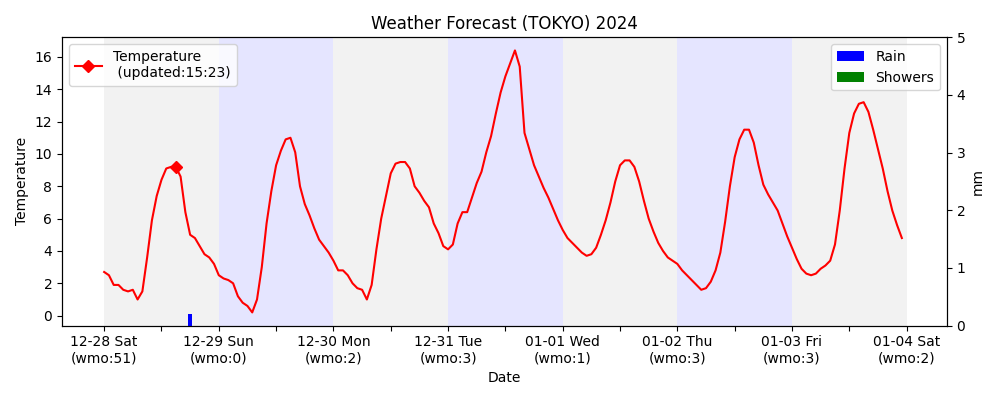 Weather Forecast (TOKYO) 2024
Temperature
(updated:15:23)
Rain
Showers
16
14
12
10
8
6
4
2
0
Temperature
5
4
3
2
1
0
mm
12-28 Sat
(wmo:51)
12-29 Sun
(wmo:0)
12-30 Mon
(wmo:2)
12-31 Tue
(wmo:3)
01-01 Wed
(wmo:1)
01-02 Thu
(wmo:3)
01-03 Fri
(wmo:3)
01-04 Sat
(wmo:2)
Date